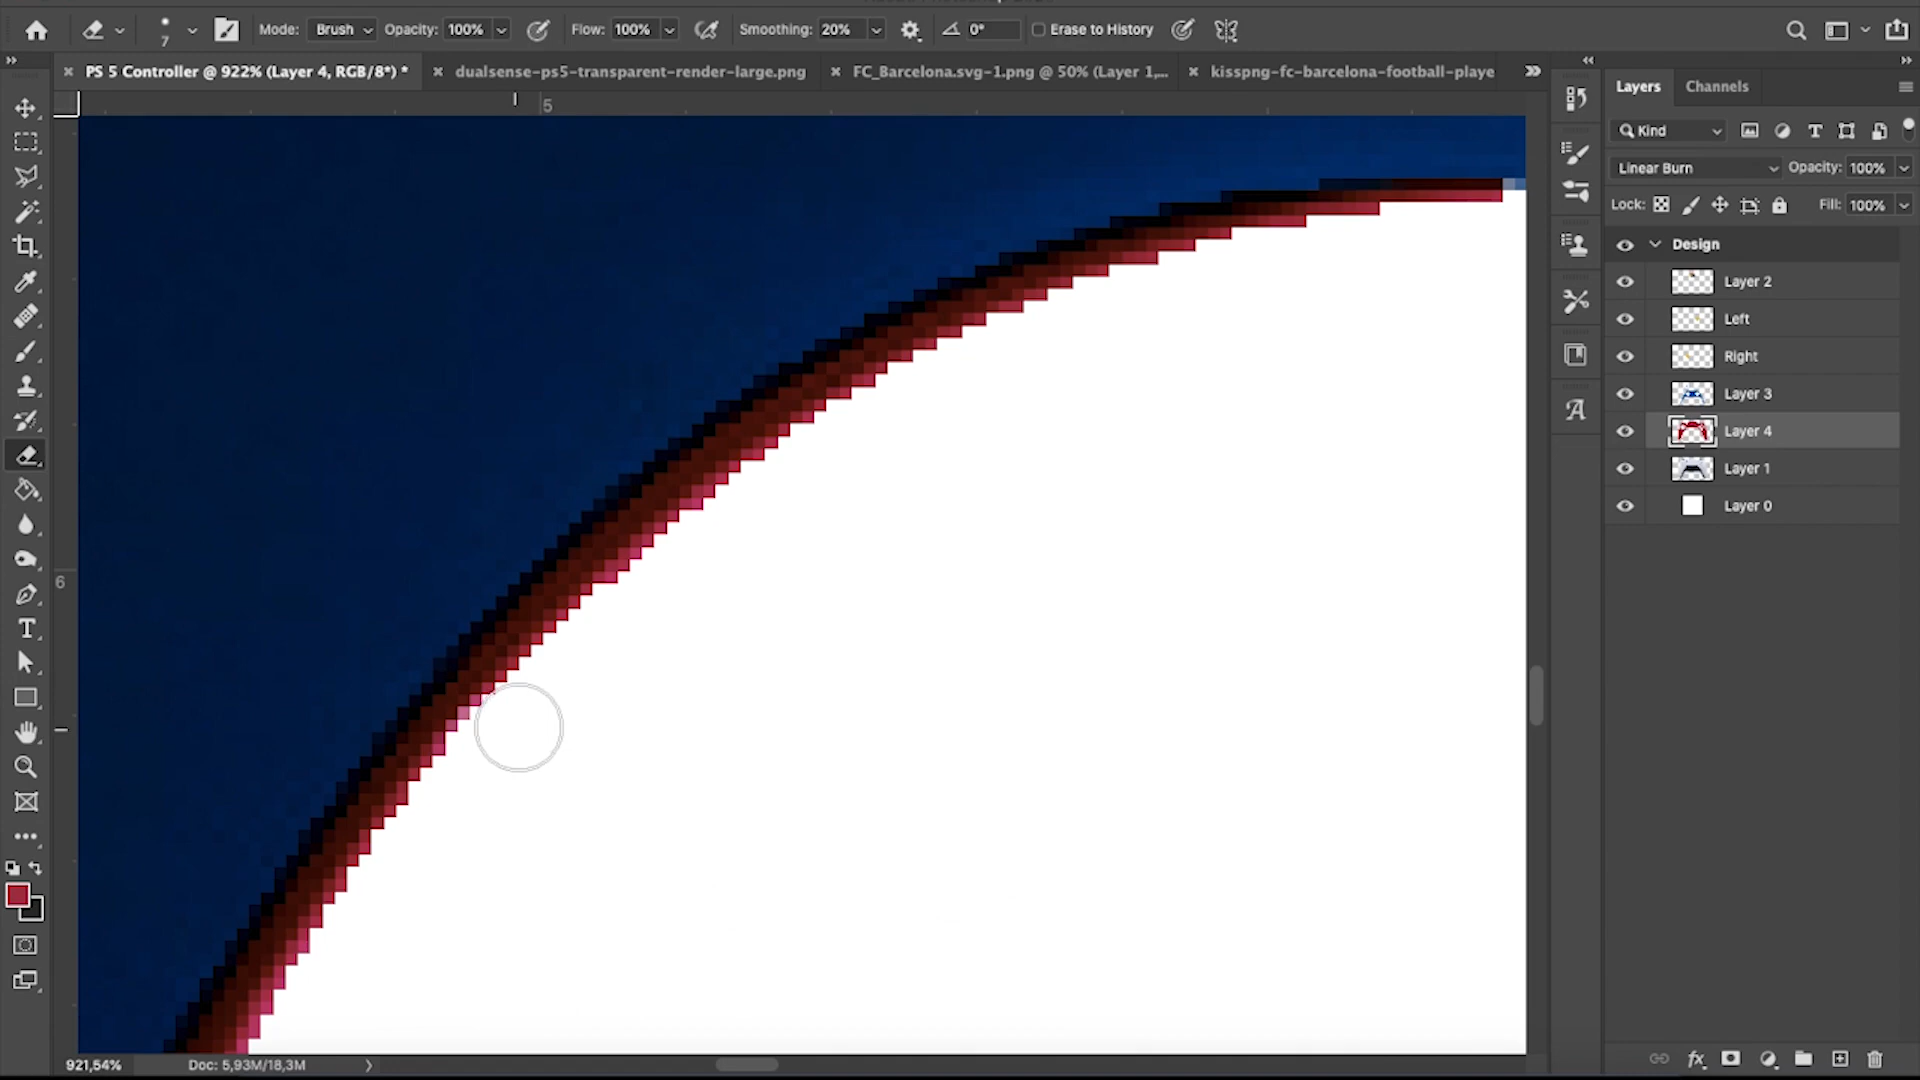 7 Mode: Brush Opacity: 100% Flow: 100% Smoothing: 20% 0° Erase to History
PS 5 Controller @ 922% (Layer 4, RGB/8*) * dualsense-ps5-transparent-render-large.png FC_Barcelona.svg-1.png @ 50% (Layer 1,... kisspng-fc-barcelona-football-playe
Layers Channels
5
Kind
Linear Burn Opacity: 100%
Lock: Fill: 100%
Design
Layer 2
Left
Right
Layer 3
Layer 4
Layer 1
Layer 0
6
921,54% Doc: 5,93M/18,3M